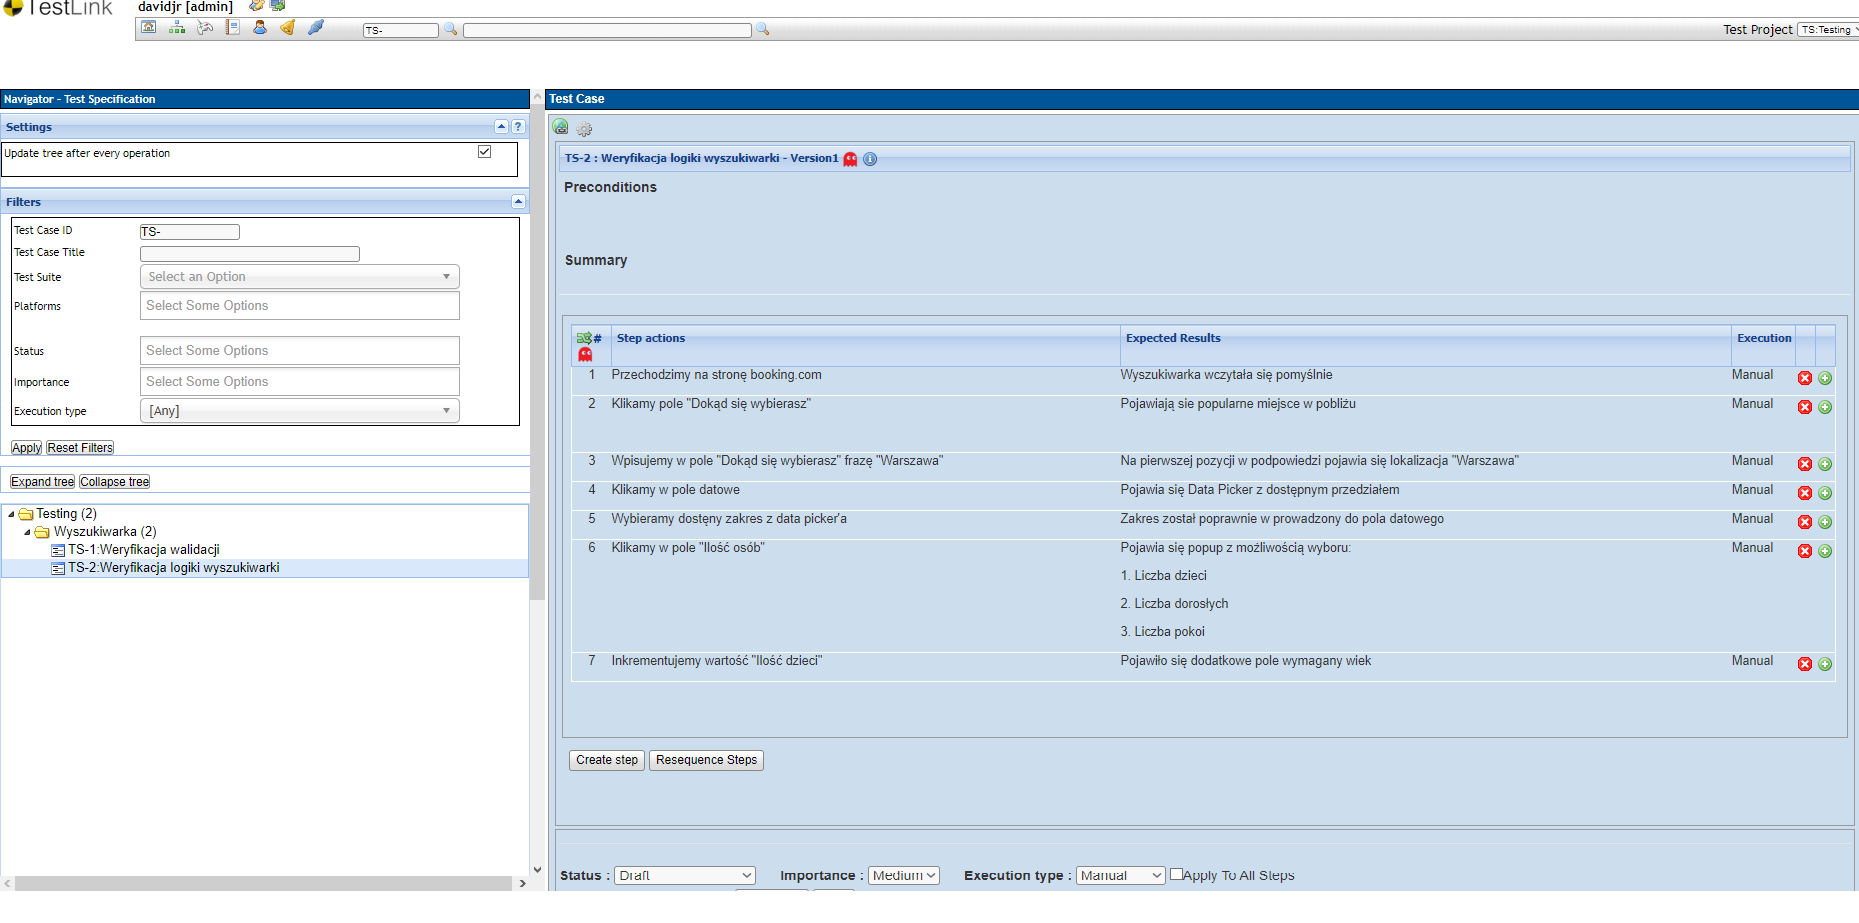 TestLink
davidjr [admin]
TS-
Test Project TS:Testing
Navigator - Test Specification
Settings
?
Update tree after every operation
Filters
Test Case ID TS-
Test Case Title
Test Suite Select an Option
Platforms Select Some Options
Status Select Some Options
Importance Select Some Options
Execution type [Any]
Apply Reset Filters
Expand tree Collapse tree
Testing (2)
Wyszukiwarka (2)
TS-1:Weryfikacja walidacji
TS-2:Weryfikacja logiki wyszukiwarki
Test Case
TS-2 : Weryfikacja logiki wyszukiwarki - Version1
Preconditions
Summary
# Step actions Expected Results Execution
1 Przechodzimy na stronę booking.com Wyszukiwarka wczytała się pomyślnie Manual
2 Klikamy pole "Dokąd się wybierasz" Pojawiają sie popularne miejsce w pobliżu Manual
3 Wpisujemy w pole "Dokąd się wybierasz" frazę "Warszawa" Na pierwszej pozycji w podpowiedzi pojawia się lokalizacja "Warszawa" Manual
4 Klikamy w pole datowe Pojawia się Data Picker z dostępnym przedziałem Manual
5 Wybieramy dostęny zakres z data picker'a Zakres został poprawnie w prowadzony do pola datowego Manual
6 Klikamy w pole "Ilość osób" Pojawia się popup z możliwością wyboru: Manual
1. Liczba dzieci
2. Liczba dorosłych
3. Liczba pokoi
7 Inkrementujemy wartość "Ilość dzieci" Pojawiło się dodatkowe pole wymagany wiek Manual
Create step Resequence Steps
Status : Draft Importance : Medium Execution type : Manual Apply To All Steps